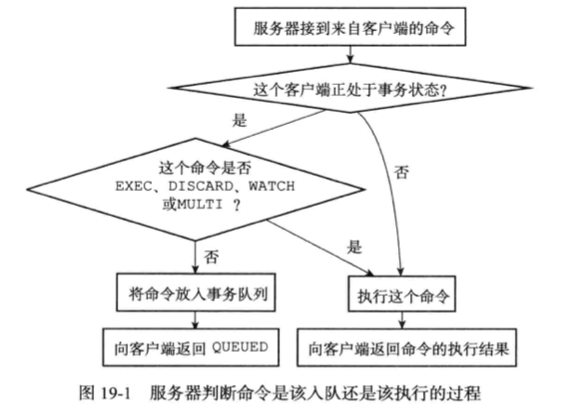 服务器接到来自客户端的命令
这个客户端正处于事务状态?
是
这个命令是否
EXEC、DISCARD、WATCH
或MULTI ?
否
是
否
将命令放入事务队列
执行这个命令
向客户端返回 QUEUED
向客户端返回命令的执行结果
图 19-1 服务器判断命令是该入队还是该执行的过程